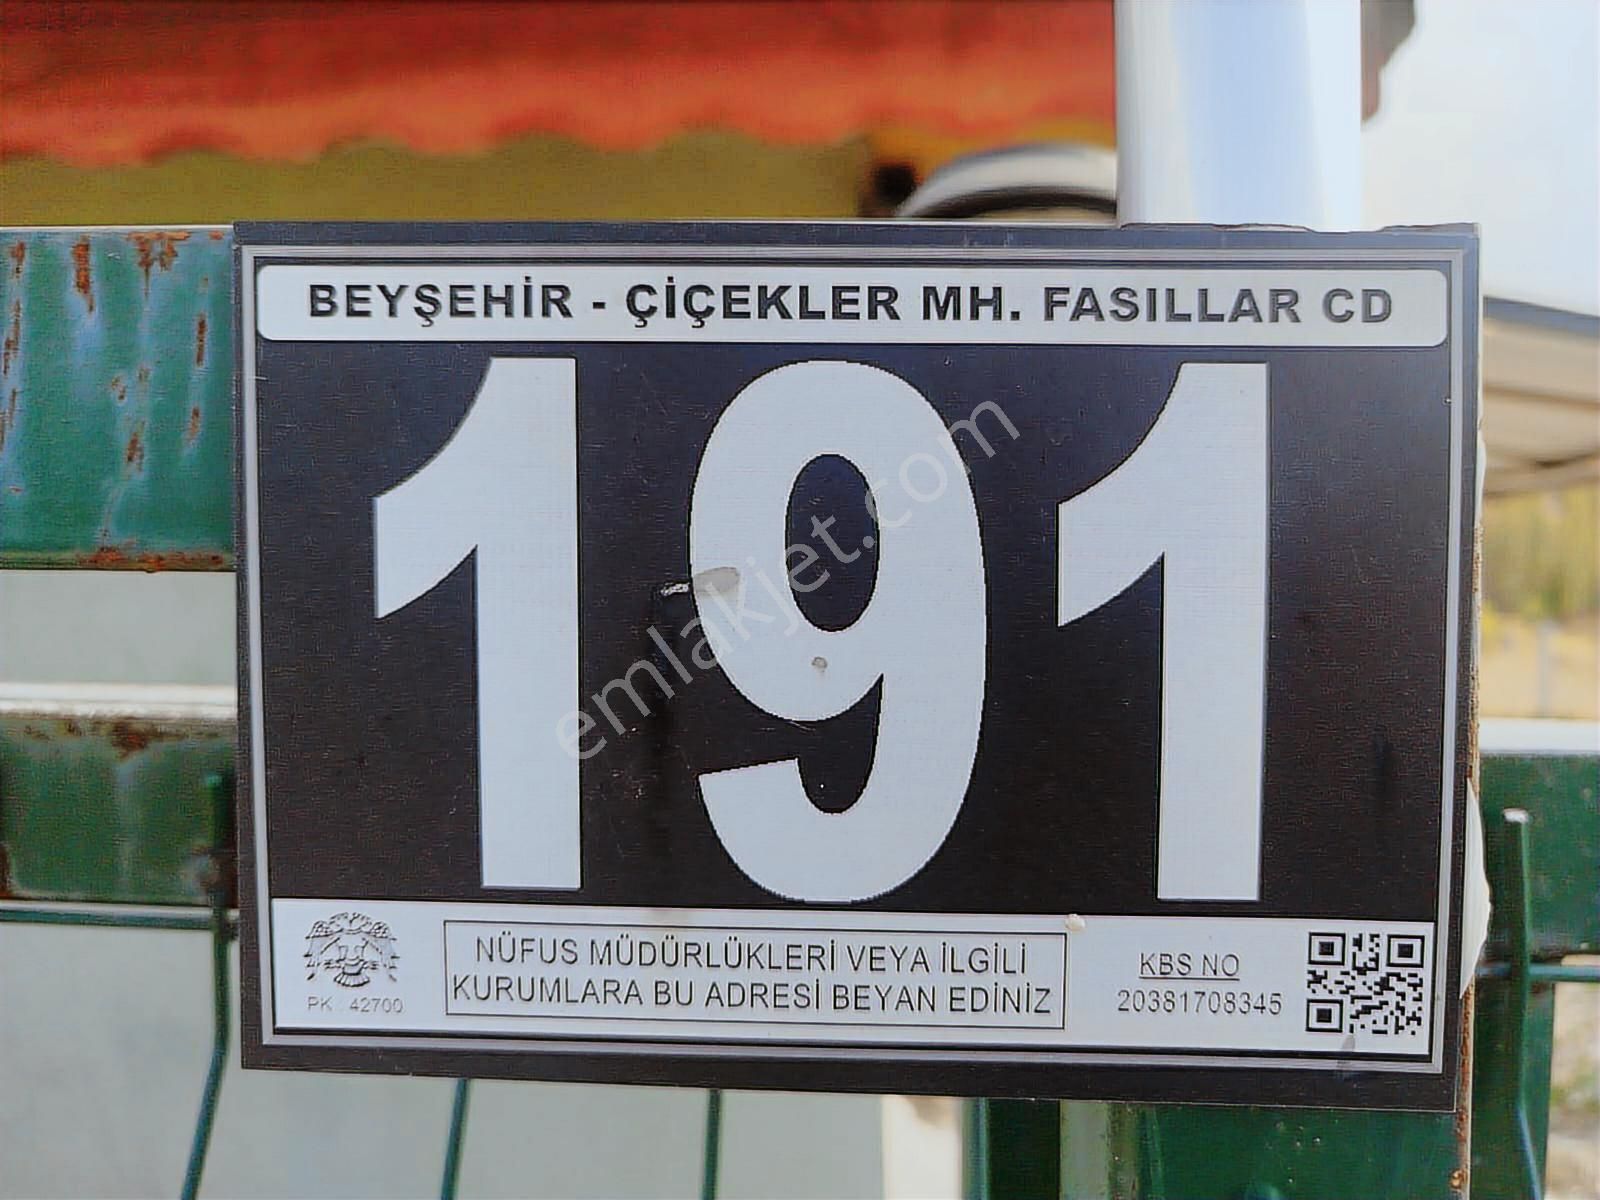 BEYŞEHİR - ÇİÇEKLER MH. FASILLAR CD
191
emlakjet.com
PK : 42700
NÜFUS MÜDÜRLÜKLERİ VEYA İLGİLİ
KURUMLARA BU ADRESİ BEYAN EDİNİZ
KBS NO
20381708345